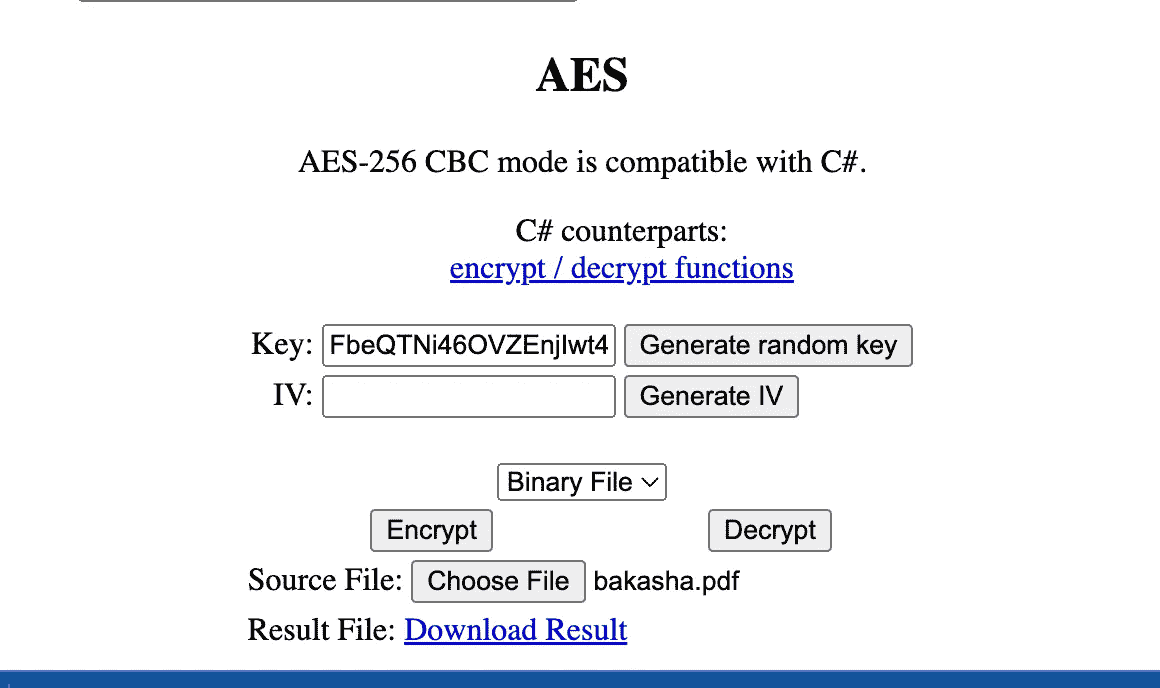 AES
AES-256 CBC mode is compatible with C#.
C# counterparts:
encrypt / decrypt functions
Key: FbeQTNi46OVZEnjIwt4 Generate random key
IV: Generate IV
Binary File
Encrypt Decrypt
Source File: Choose File bakasha.pdf
Result File: Download Result